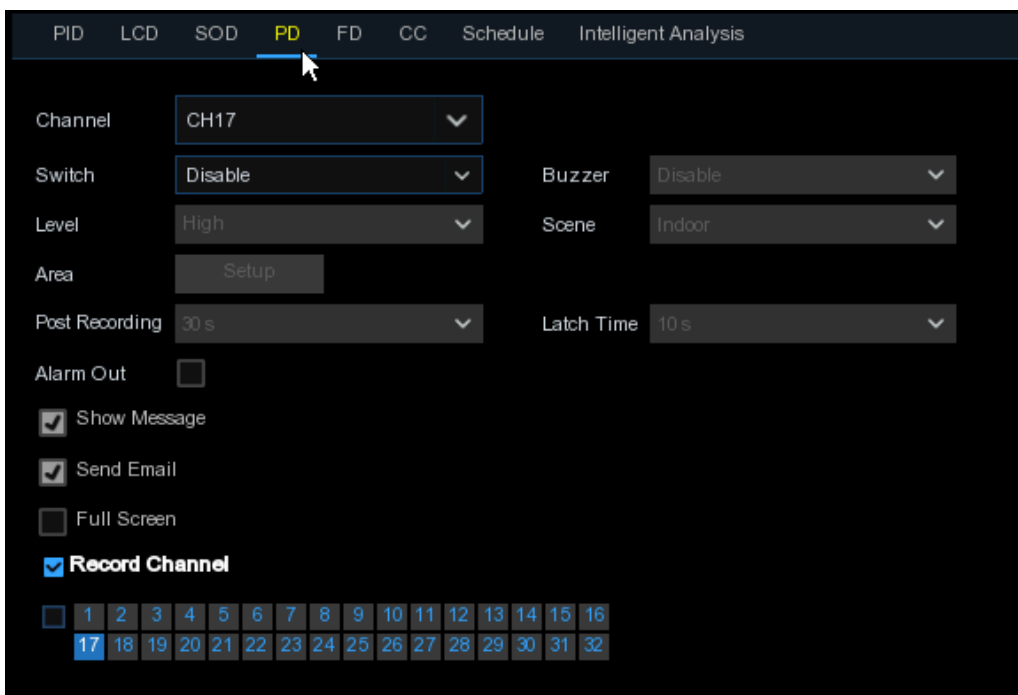 PID LCD SOD PD FD CC Schedule Intelligent Analysis
Channel CH17
Switch Disable Buzzer Disable
Level High Scene Indoor
Area Setup
Post Recording 30 s Latch Time 10 s
Alarm Out
Show Message
Send Email
Full Screen
Record Channel
1 2 3 4 5 6 7 8 9 10 11 12 13 14 15 16
17 18 19 20 21 22 23 24 25 26 27 28 29 30 31 32